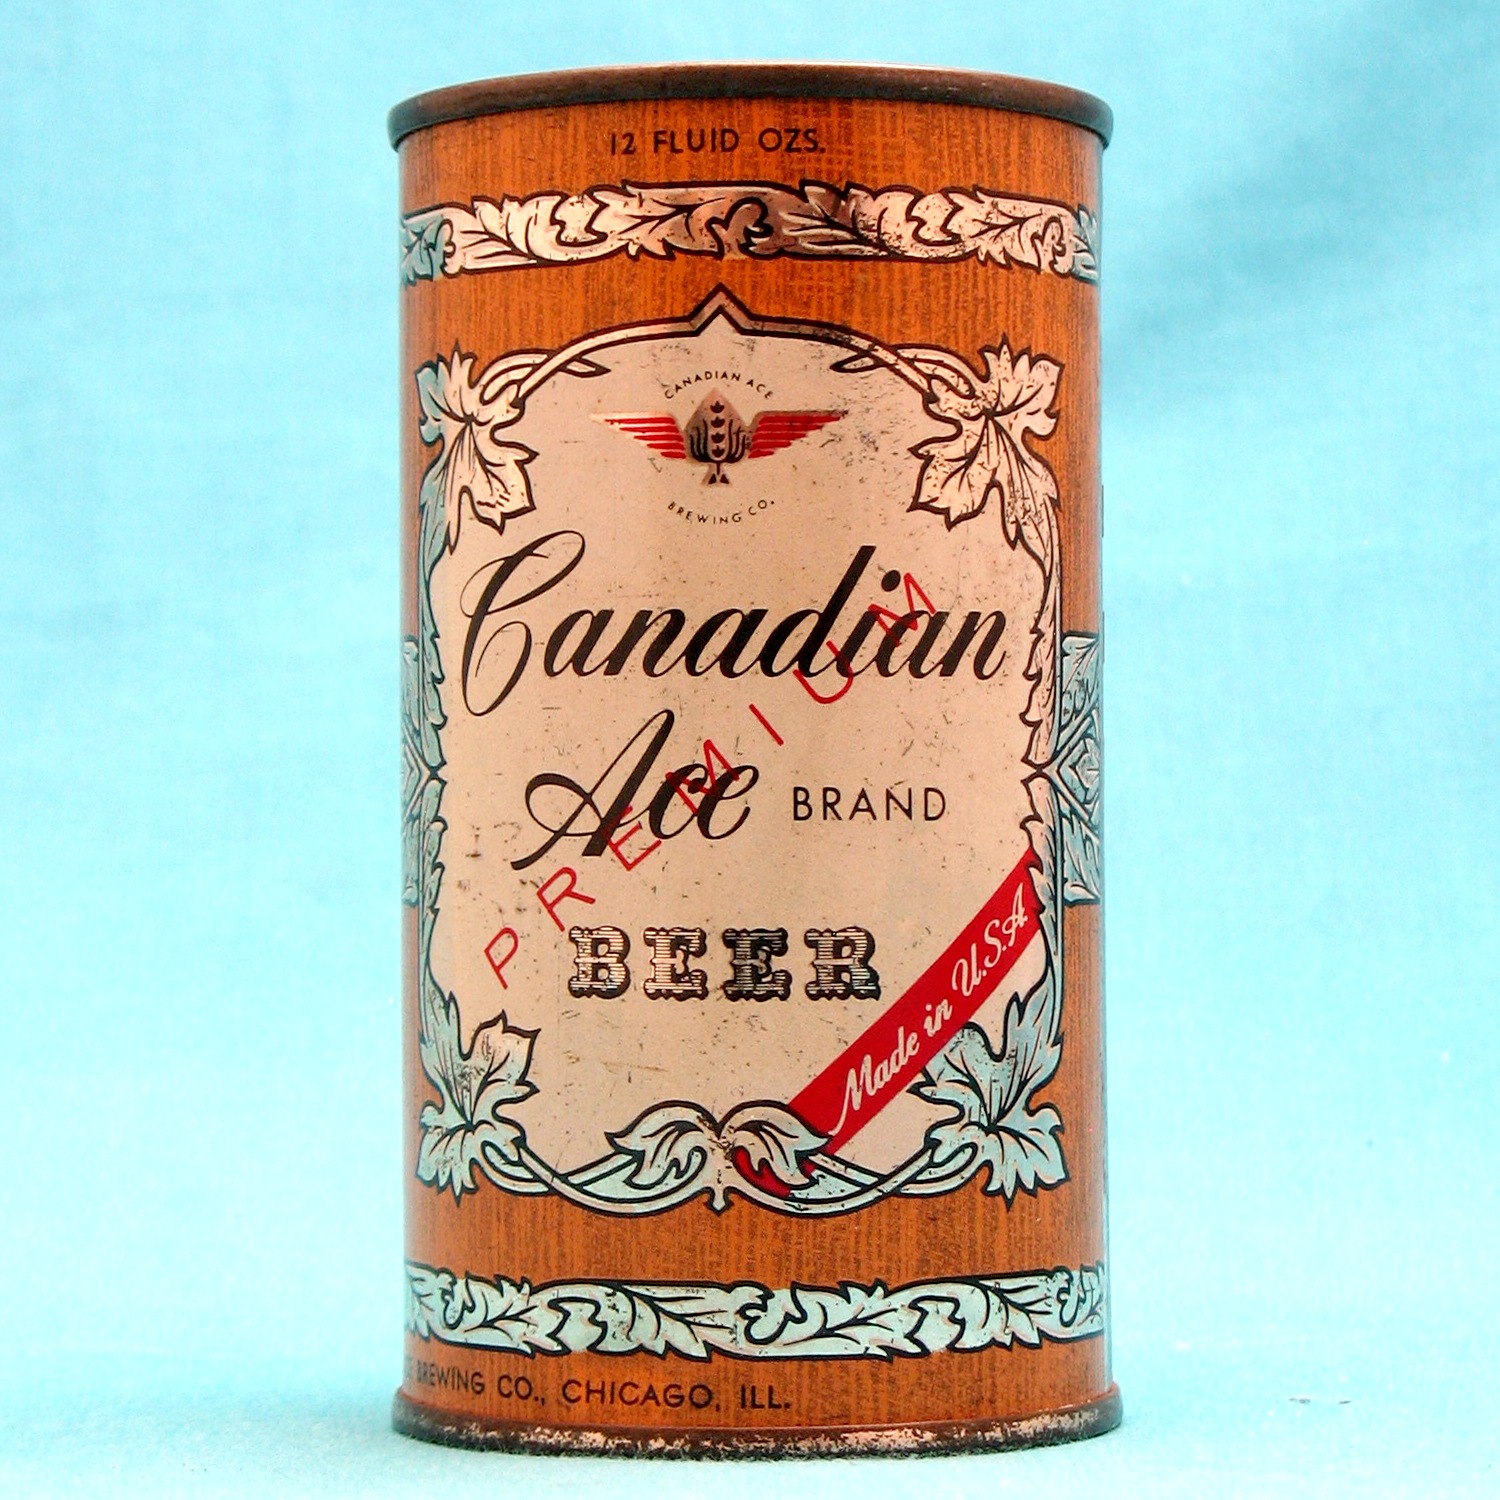 12 FLUID OZS.
CANADIAN ACE
BREWING CO.
Canadian
Ace BRAND
PREMIUM
BEER
Made in U.S.A.
BREWING CO., CHICAGO, ILL.